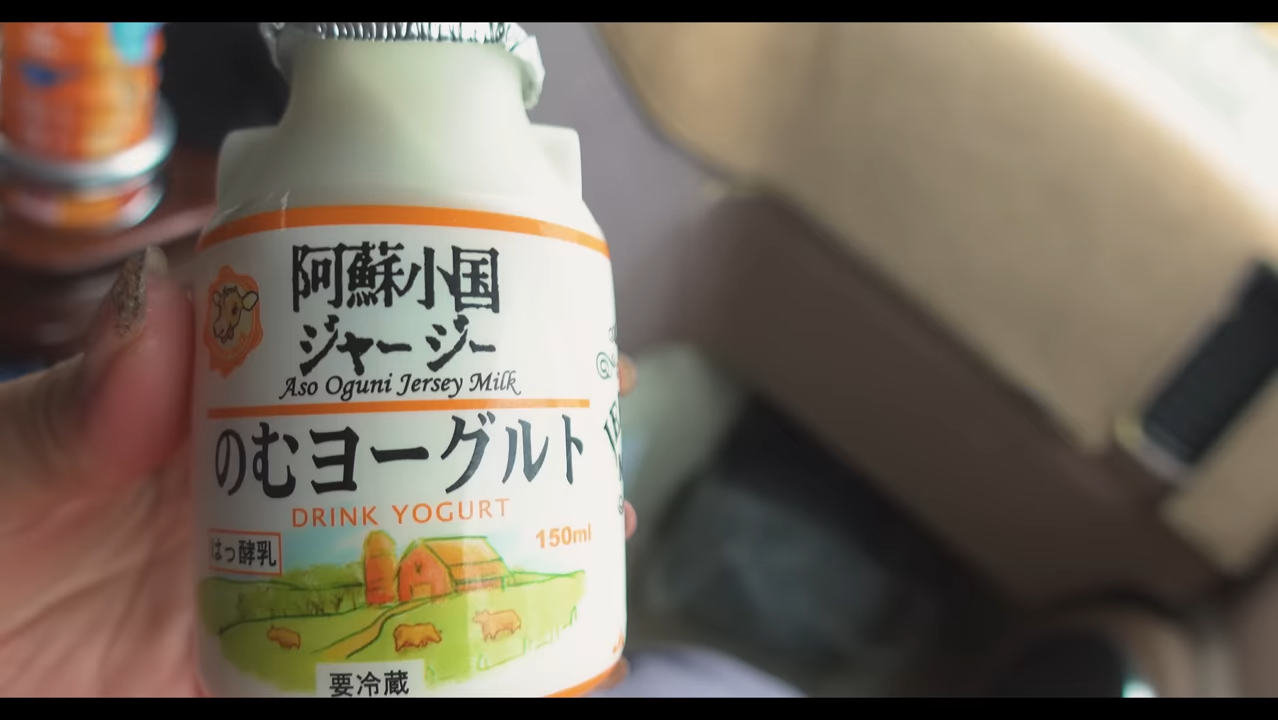 阿蘇小国
ジャージー
Aso Oguni Jersey Milk
のむヨーグルト
DRINK YOGURT
150ml
はっ酵乳
要冷蔵